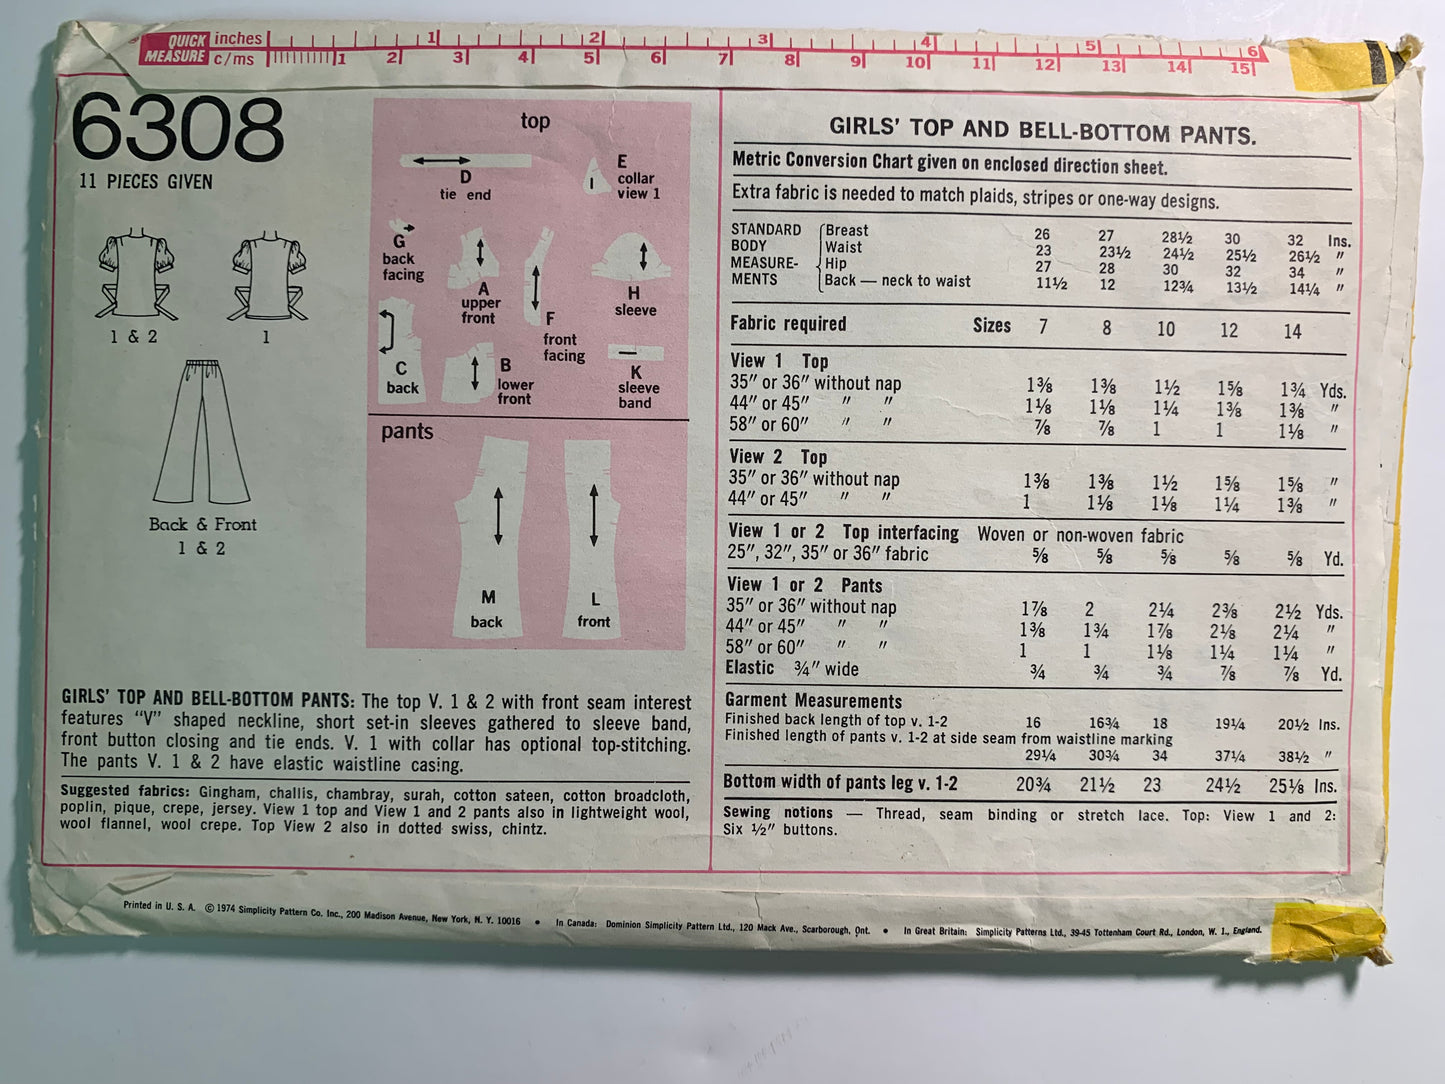 QUICK MEASURE
inches 1 2 3 4 5 6
c/ms 1 2 3 4 5 6 7 8 9 10 11 12 13 14 15
6308
11 PIECES GIVEN
1 & 2
1
Back & Front
1 & 2
top
D
tie end
E
collar
view 1
G
back
facing
A
upper
front
F
front
facing
H
sleeve
C
back
B
lower
front
K
sleeve
band
pants
M
back
L
front
GIRLS' TOP AND BELL-BOTTOM PANTS: The top V. 1 & 2 with front seam interest
features "V" shaped neckline, short set-in sleeves gathered to sleeve band,
front button closing and tie ends. V. 1 with collar has optional top-stitching.
The pants V. 1 & 2 have elastic waistline casing.
Suggested fabrics: Gingham, challis, chambray, surah, cotton sateen, cotton broadcloth,
poplin, pique, crepe, jersey. View 1 top and View 1 and 2 pants also in lightweight wool,
wool flannel, wool crepe. Top View 2 also in dotted swiss, chintz.
GIRLS' TOP AND BELL-BOTTOM PANTS.
Metric Conversion Chart given on enclosed direction sheet.
Extra fabric is needed to match plaids, stripes or one-way designs.
STANDARD BODY MEASURE-MENTS
Breast 26 27 28½ 30 32 Ins.
Waist 23 23½ 24½ 25½ 26½ "
Hip 27 28 30 32 34 "
Back — neck to waist 11½ 12 12¾ 13½ 14¼ "
Fabric required Sizes 7 8 10 12 14
View 1 Top
35" or 36" without nap 1⅜ 1⅜ 1½ 1⅝ 1¾ Yds.
44" or 45" " " 1⅛ 1⅛ 1¼ 1⅜ 1⅜ "
58" or 60" " " ⅞ ⅞ 1 1 1⅛ "
View 2 Top
35" or 36" without nap 1⅜ 1⅜ 1½ 1⅝ 1⅝ "
44" or 45" " " 1 1⅛ 1⅛ 1¼ 1⅜ "
View 1 or 2 Top interfacing Woven or non-woven fabric
25", 32", 35" or 36" fabric ⅝ ⅝ ⅝ ⅝ ⅝ Yd.
View 1 or 2 Pants
35" or 36" without nap 1⅞ 2 2¼ 2⅜ 2½ Yds.
44" or 45" " " 1⅜ 1¾ 1⅞ 2⅛ 2¼ "
58" or 60" " " 1 1 1⅛ 1¼ 1¼ "
Elastic ¾" wide ¾ ¾ ¾ ⅞ ⅞ Yd.
Garment Measurements
Finished back length of top v. 1-2 16 16¾ 18 19¼ 20½ Ins.
Finished length of pants v. 1-2 at side seam from waistline marking
29¼ 30¾ 34 37¼ 38½ "
Bottom width of pants leg v. 1-2 20¾ 21½ 23 24½ 25⅛ Ins.
Sewing notions — Thread, seam binding or stretch lace. Top: View 1 and 2:
Six ½" buttons.
Printed in U. S. A. © 1974 Simplicity Pattern Co. Inc., 200 Madison Avenue, New York, N. Y. 10016 • In Canada: Dominion Simplicity Pattern Ltd., 120 Mack Ave., Scarborough, Ont. • In Great Britain: Simplicity Patterns Ltd., 39-45 Tottenham Court Rd., London, W. 1., England.